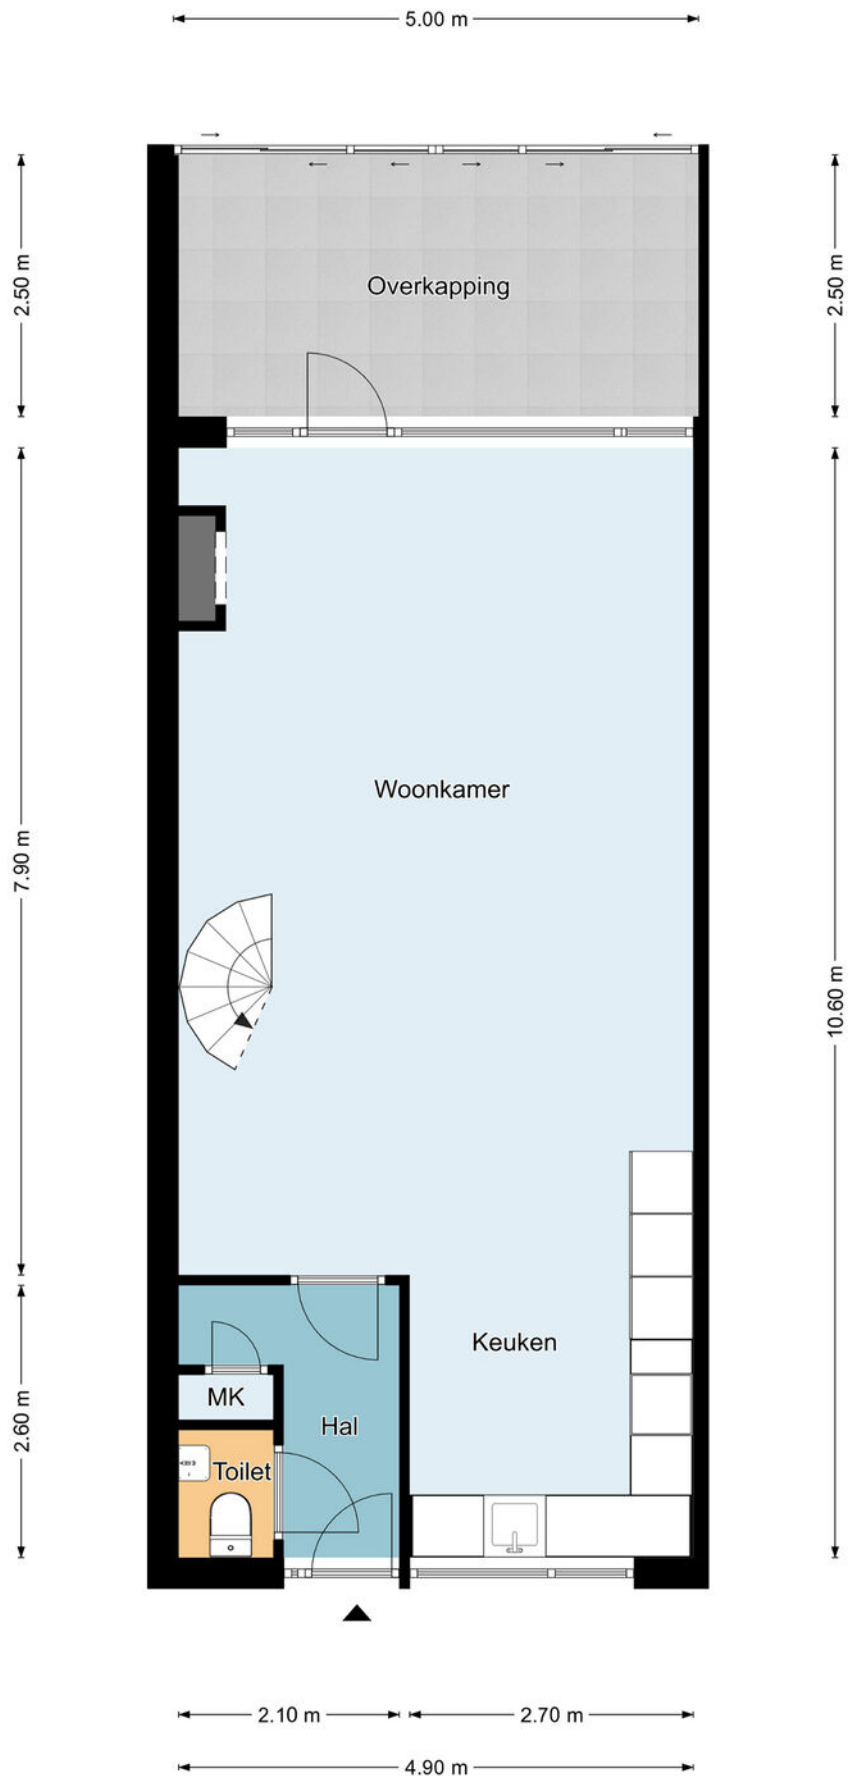 5.00 m
2.50 m
2.50 m
Overkapping
Woonkamer
7.90 m
10.60 m
Keuken
MK
Hal
2.60 m
Toilet
2.10 m
2.70 m
4.90 m